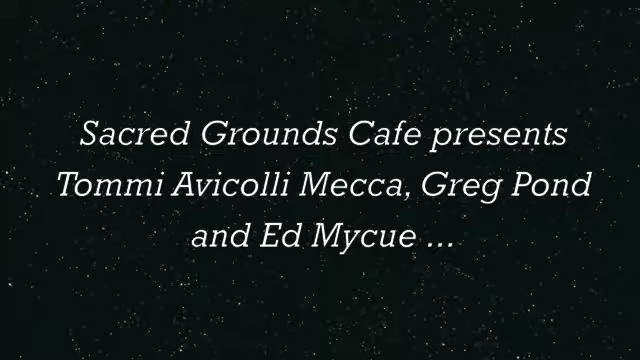 Sacred Grounds Cafe presents
Tommi Avicolli Mecca, Greg Pond
and Ed Mycue ...